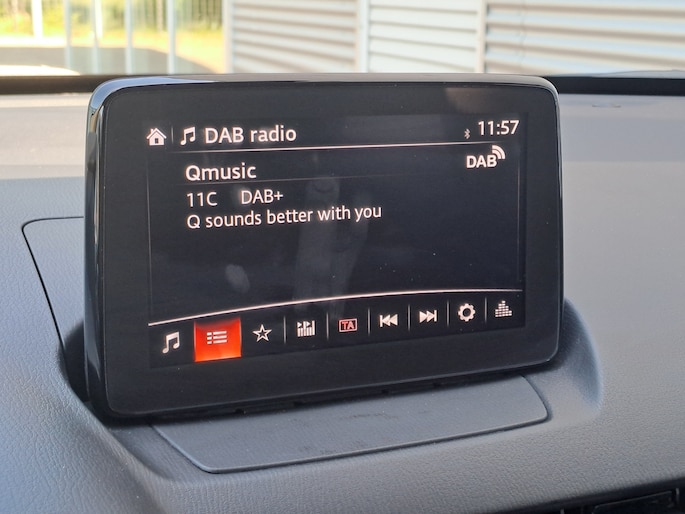 DAB radio
11:57
Qmusic
DAB
11C DAB+
Q sounds better with you
TA